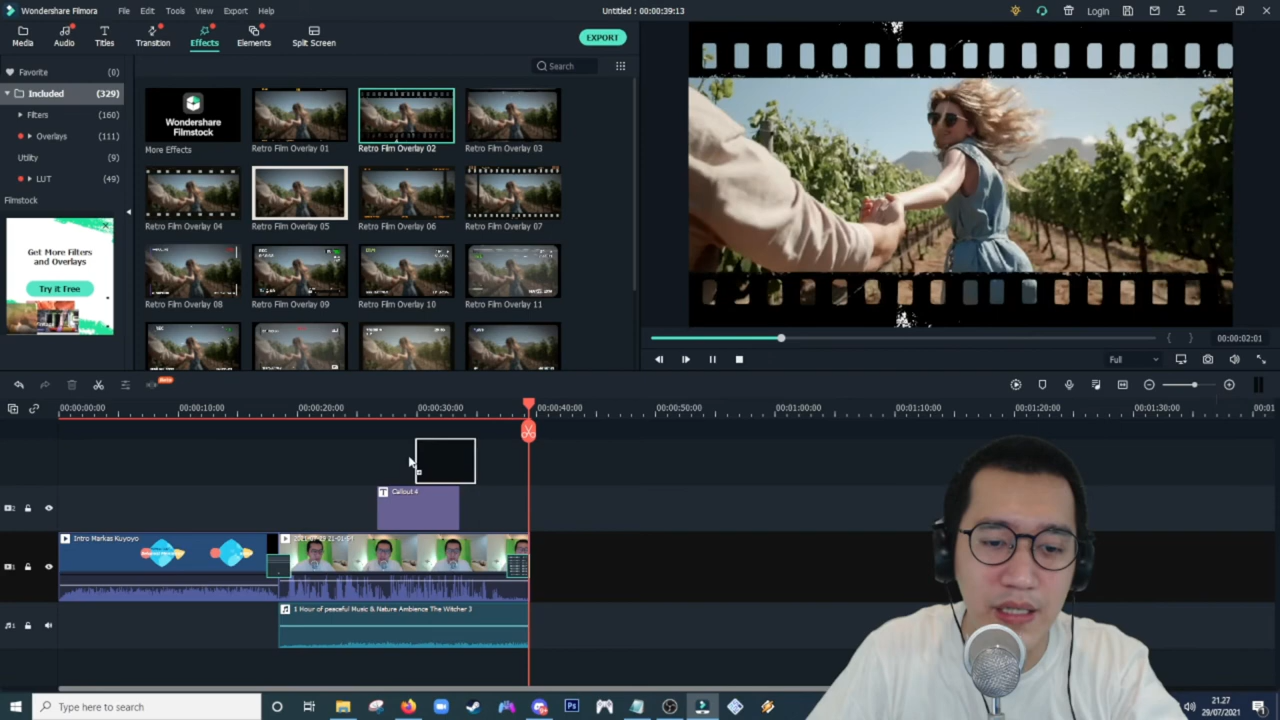 Wondershare Filmora
File Edit Tools View Export Help
Untitled : 00:00:39:13
Login
Media Audio Titles Transition Effects Elements Split Screen
EXPORT
Favorite (0)
Included (329)
Filters (160)
Overlays (111)
Utility (9)
LUT (49)
Filmstock
Get More Filters
and Overlays
Try it Free
Search
Wondershare
Filmstock
More Effects
Retro Film Overlay 01
Retro Film Overlay 02
Retro Film Overlay 03
Retro Film Overlay 04
Retro Film Overlay 05
Retro Film Overlay 06
Retro Film Overlay 07
Retro Film Overlay 08
Retro Film Overlay 09
Retro Film Overlay 10
Retro Film Overlay 11
00:00:02:01
Full
Beta
00:00:00:00 00:00:10:00 00:00:20:00 00:00:30:00 00:00:40:00 00:00:50:00 00:01:00:00 00:01:10:00 00:01:20:00 00:01:30:00
Callout 4
Intro Markas Kuyoyo
1 Hour of peaceful Music & Nature Ambience The Witcher 3
Type here to search
21.27
29/07/2021